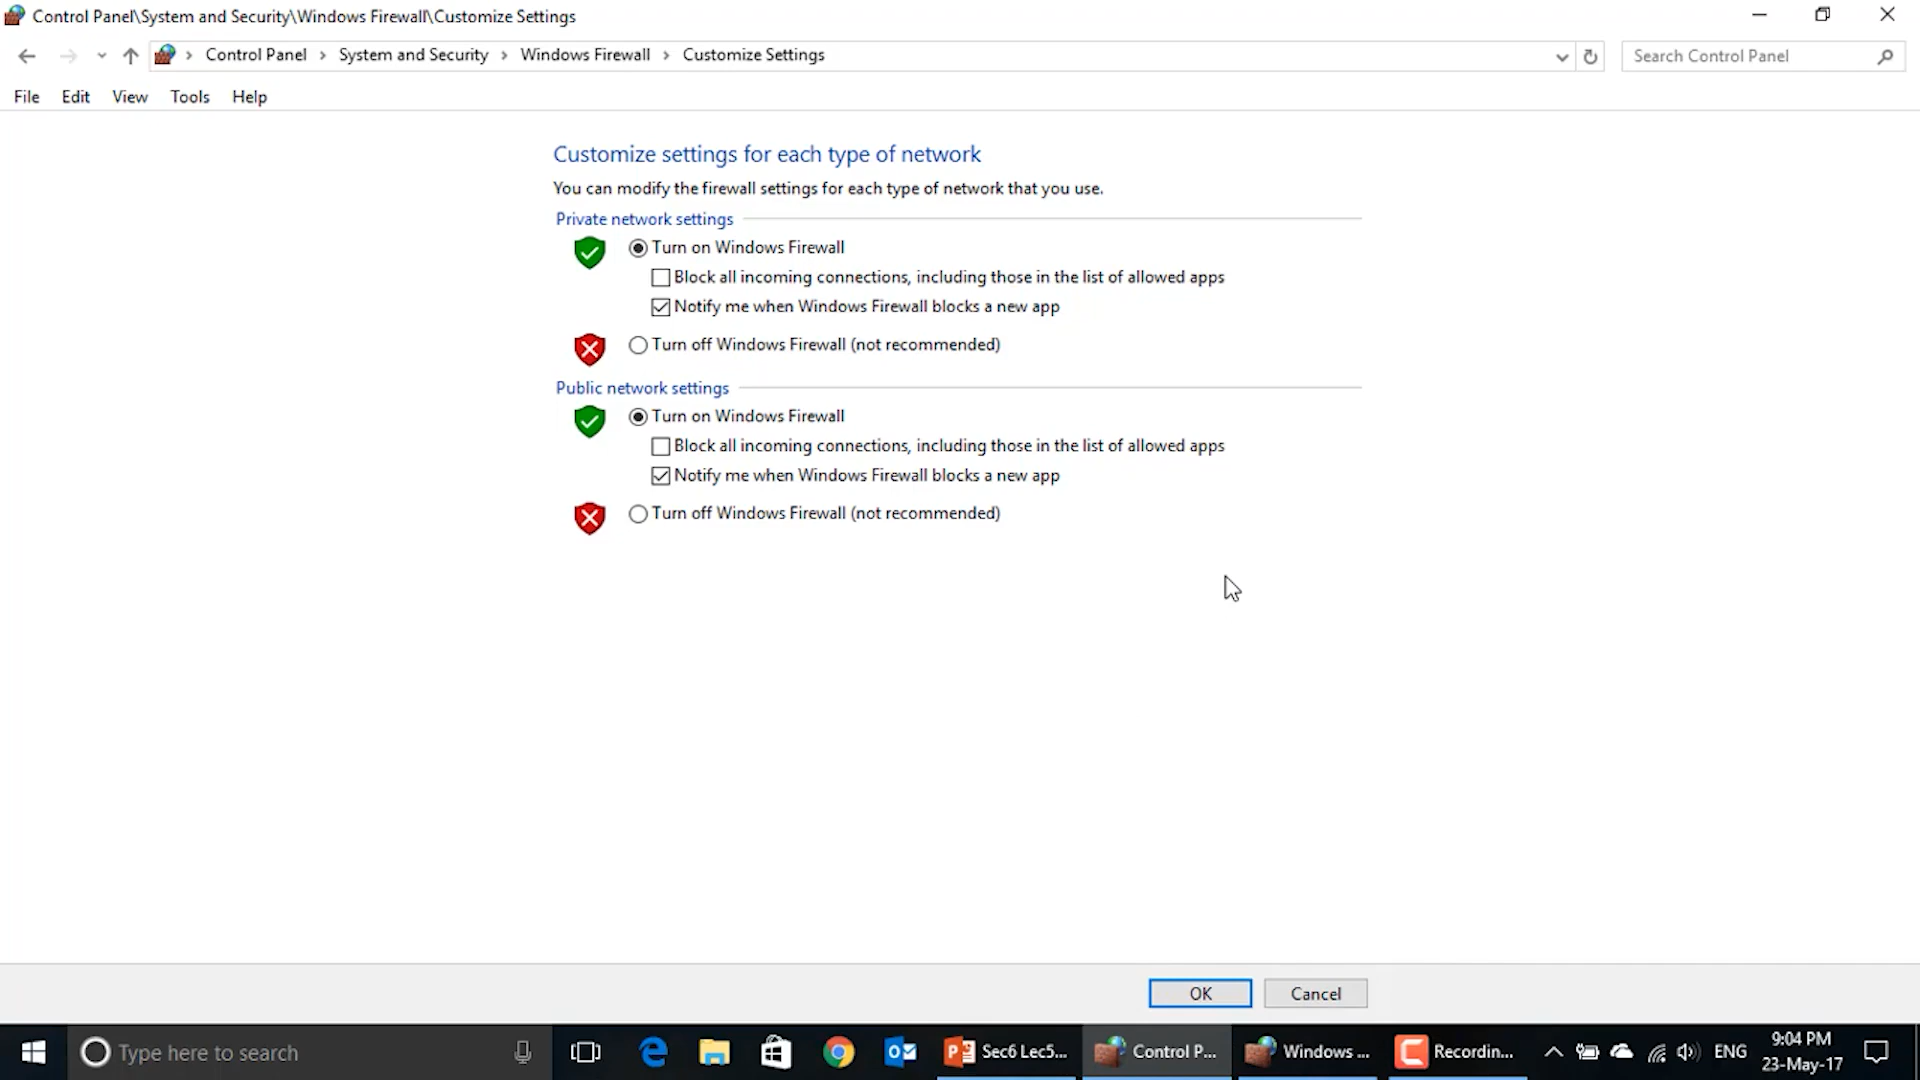 Control Panel\System and Security\Windows Firewall\Customize Settings
Control Panel > System and Security > Windows Firewall > Customize Settings
Search Control Panel
File Edit View Tools Help
Customize settings for each type of network
You can modify the firewall settings for each type of network that you use.
Private network settings
Turn on Windows Firewall
Block all incoming connections, including those in the list of allowed apps
Notify me when Windows Firewall blocks a new app
Turn off Windows Firewall (not recommended)
Public network settings
Turn on Windows Firewall
Block all incoming connections, including those in the list of allowed apps
Notify me when Windows Firewall blocks a new app
Turn off Windows Firewall (not recommended)
OK Cancel
Type here to search
Sec6 Lec5...
Control P...
Windows ...
Recordin...
ENG
9:04 PM
23-May-17